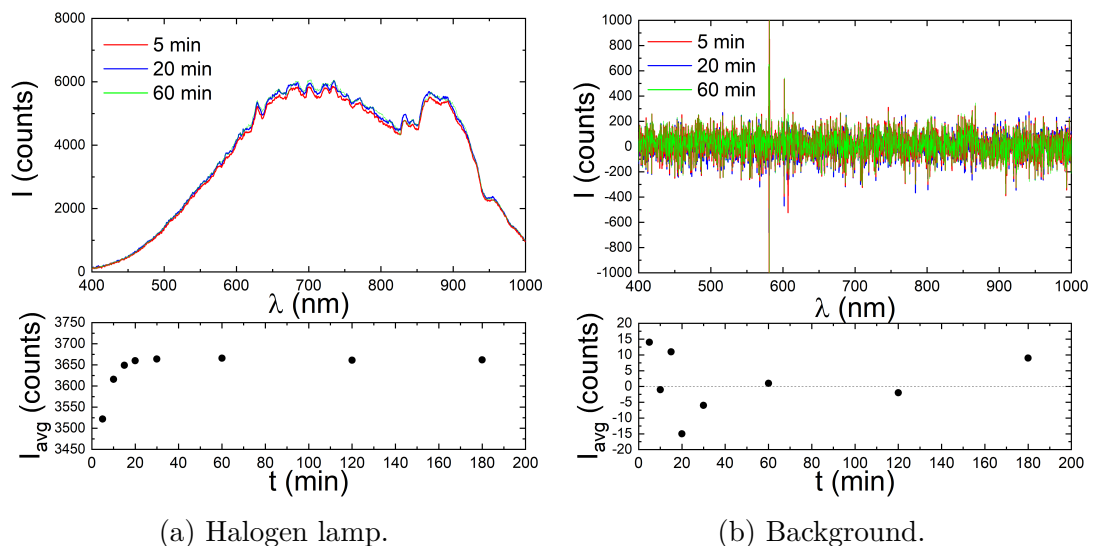 8000
6000
4000
2000
0
I (counts)
5 min
20 min
60 min
400 500 600 700 800 900 1000
λ (nm)
3750
3700
3650
3600
3550
3500
3450
I_avg (counts)
0 20 40 60 80 100 120 140 160 180 200
t (min)
(a) Halogen lamp.
1000
800
600
400
200
0
-200
-400
-600
-800
-1000
I (counts)
5 min
20 min
60 min
400 500 600 700 800 900 1000
λ (nm)
20
15
10
5
0
-5
-10
-15
-20
I_avg (counts)
0 20 40 60 80 100 120 140 160 180 200
t (min)
(b) Background.